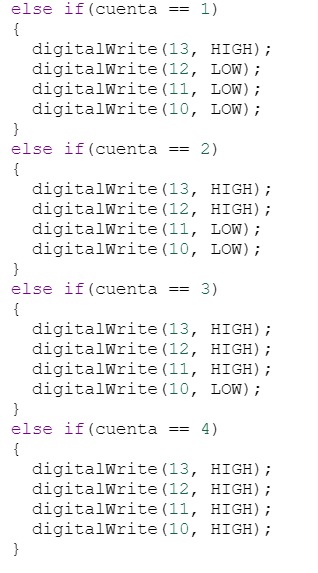 else if(cuenta == 1)
{
  digitalWrite(13, HIGH);
  digitalWrite(12, LOW);
  digitalWrite(11, LOW);
  digitalWrite(10, LOW);
}
else if(cuenta == 2)
{
  digitalWrite(13, HIGH);
  digitalWrite(12, HIGH);
  digitalWrite(11, LOW);
  digitalWrite(10, LOW);
}
else if(cuenta == 3)
{
  digitalWrite(13, HIGH);
  digitalWrite(12, HIGH);
  digitalWrite(11, HIGH);
  digitalWrite(10, LOW);
}
else if(cuenta == 4)
{
  digitalWrite(13, HIGH);
  digitalWrite(12, HIGH);
  digitalWrite(11, HIGH);
  digitalWrite(10, HIGH);
}